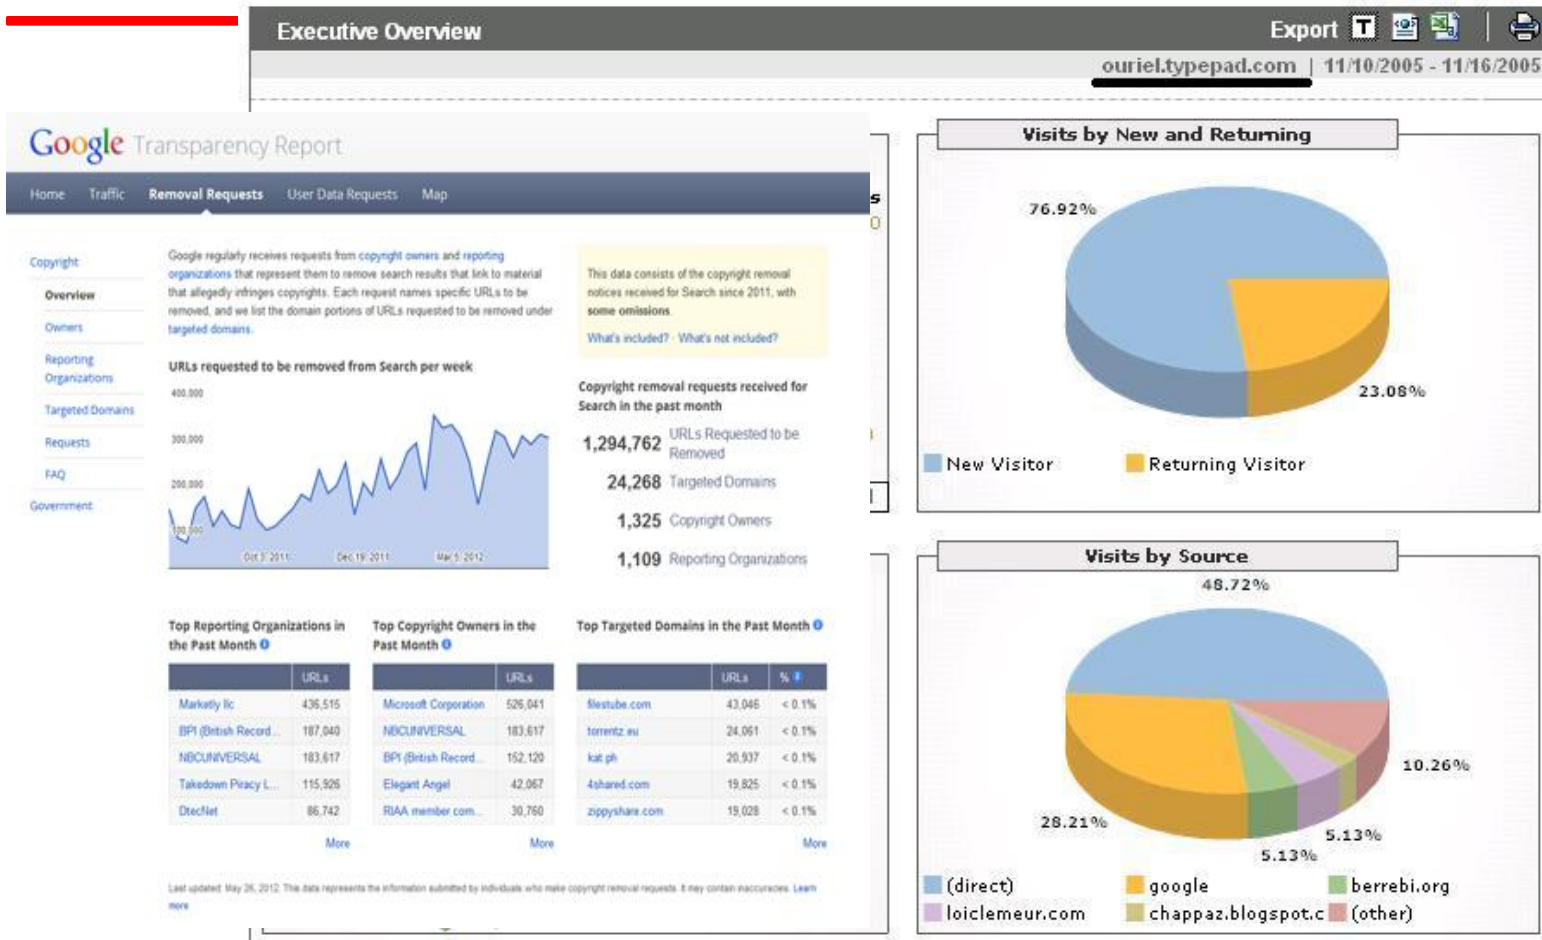 Executive Overview
Export
ouriel.typepad.com | 11/10/2005 - 11/16/2005
Google Transparency Report
Home Traffic Removal Requests User Data Requests Map
Copyright
Overview
Owners
Reporting
Organizations
Targeted Domains
Requests
FAQ
Government
Google regularly receives requests from copyright owners and reporting
organizations that represent them to remove search results that link to material
that allegedly infringes copyrights. Each request names specific URLs to be
removed, and we list the domain portions of URLs requested to be removed under
targeted domains.
This data consists of the copyright removal
notices received for Search since 2011, with
some omissions.
What's included? · What's not included?
URLs requested to be removed from Search per week
400,000
300,000
200,000
100,000
Oct 3, 2011 Dec 19, 2011 Mar 5, 2012
Copyright removal requests received for
Search in the past month
1,294,762 URLs Requested to be
Removed
24,268 Targeted Domains
1,325 Copyright Owners
1,109 Reporting Organizations
Top Reporting Organizations in
the Past Month
URLs
Marketly llc 436,515
BPI (British Record... 187,040
NBCUNIVERSAL 183,617
Takedown Piracy L... 115,926
DtecNet 86,742
More
Top Copyright Owners in the
Past Month
URLs
Microsoft Corporation 526,041
NBCUNIVERSAL 183,617
BPI (British Record... 152,120
Elegant Angel 42,067
RIAA member com... 30,760
More
Top Targeted Domains in the Past Month
URLs %
filestube.com 43,046 < 0.1%
torrentz.eu 24,061 < 0.1%
kat.ph 20,937 < 0.1%
4shared.com 19,825 < 0.1%
zippyshare.com 19,028 < 0.1%
More
Last updated: May 26, 2012. This data represents the information submitted by individuals who make copyright removal requests. It may contain inaccuracies. Learn
more
Visits by New and Returning
76.92%
23.08%
New Visitor Returning Visitor
Visits by Source
48.72%
10.26%
28.21%
5.13%
5.13%
(direct) google berrebi.org
loiclemeur.com chappaz.blogspot.c (other)